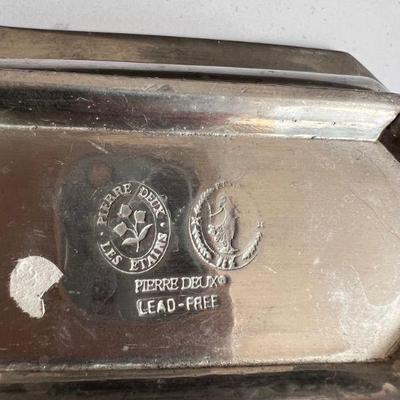 PIERRE DEUX
LES ETAINS
PIERRE DEUX®
LEAD-FREE